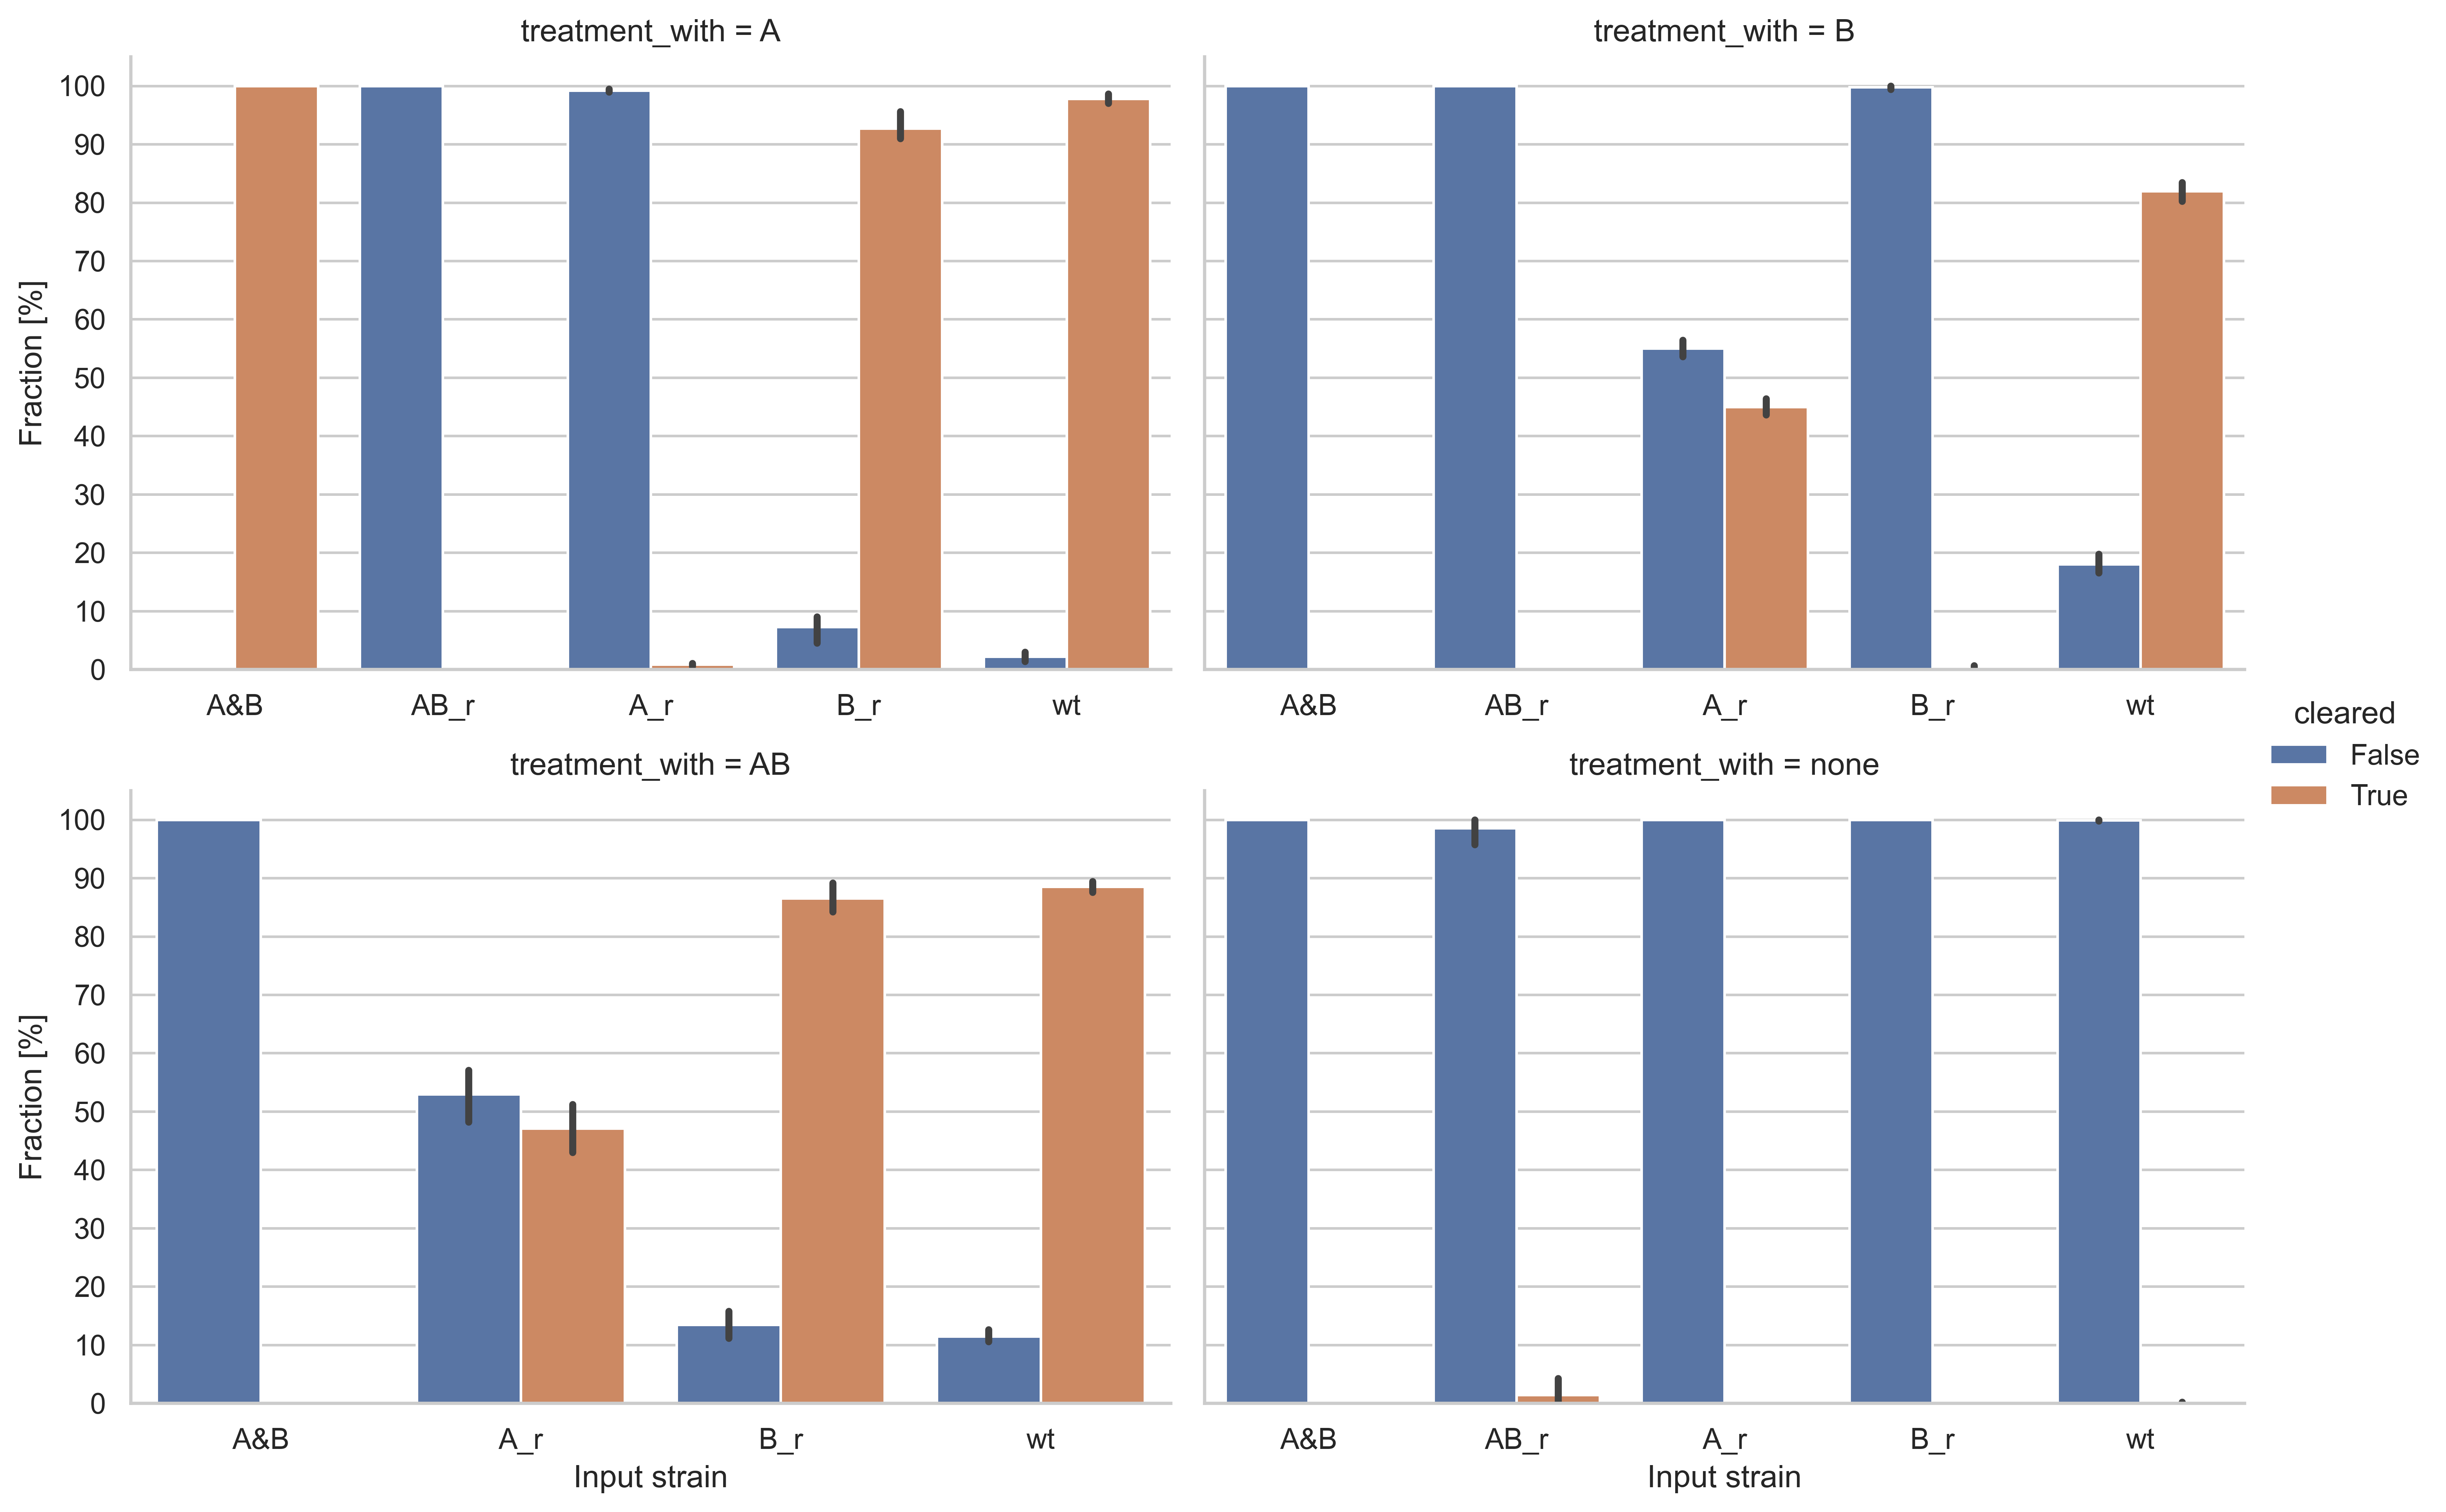 treatment_with = A
treatment_with = B
Fraction [%]
100
90
80
70
60
50
40
30
20
10
0
A&B AB_r A_r B_r wt
A&B AB_r A_r B_r wt
cleared
False
True
treatment_with = AB
treatment_with = none
Fraction [%]
100
90
80
70
60
50
40
30
20
10
0
A&B A_r B_r wt
A&B AB_r A_r B_r wt
Input strain
Input strain